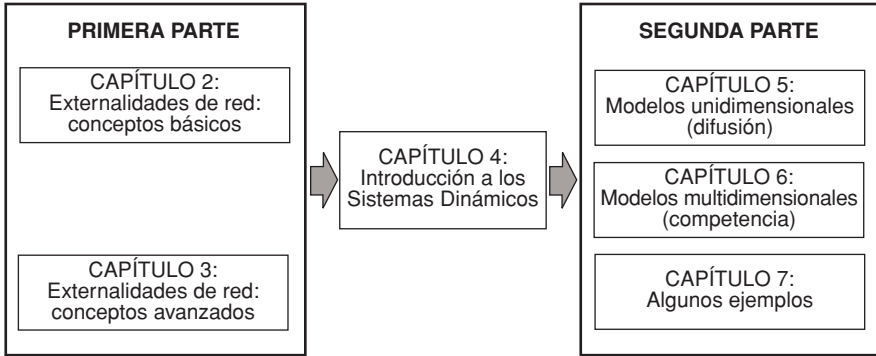 PRIMERA PARTE
CAPÍTULO 2:
Externalidades de red:
conceptos básicos
CAPÍTULO 3:
Externalidades de red:
conceptos avanzados
CAPÍTULO 4:
Introducción a los
Sistemas Dinámicos
SEGUNDA PARTE
CAPÍTULO 5:
Modelos unidimensionales
(difusión)
CAPÍTULO 6:
Modelos multidimensionales
(competencia)
CAPÍTULO 7:
Algunos ejemplos